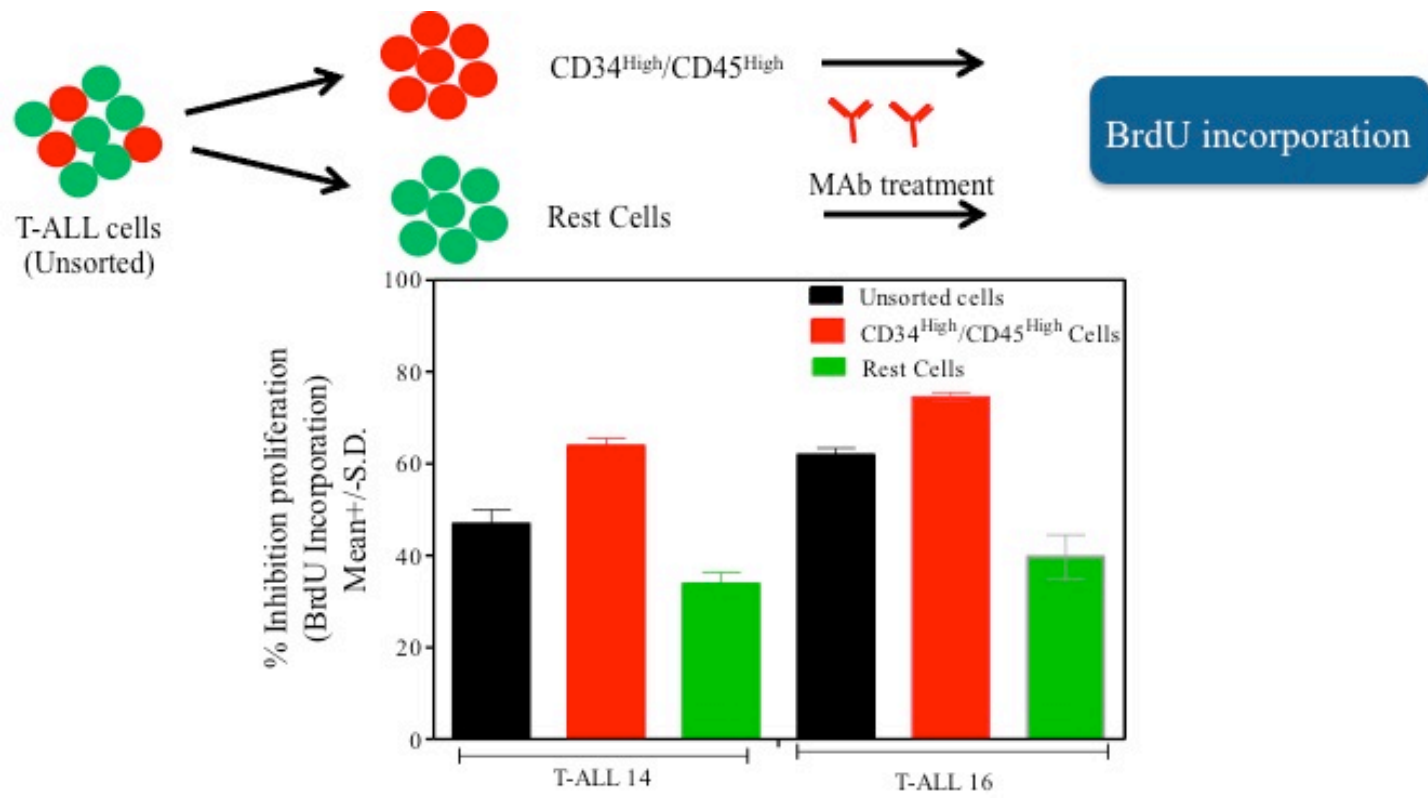 CD34High/CD45High
BrdU incorporation
MAb treatment
Rest Cells
T-ALL cells
(Unsorted)
% Inhibition proliferation
(BrdU Incorporation)
Mean+/-S.D.
100
80
60
40
20
0
Unsorted cells
CD34High/CD45High Cells
Rest Cells
T-ALL 14
T-ALL 16